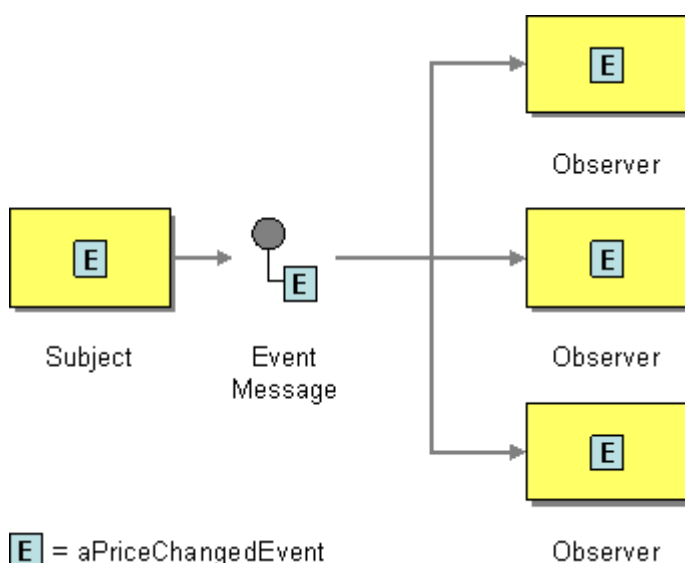 E
Observer
E
E
E
Subject
Event
Message
Observer
E
E = aPriceChangedEvent
Observer